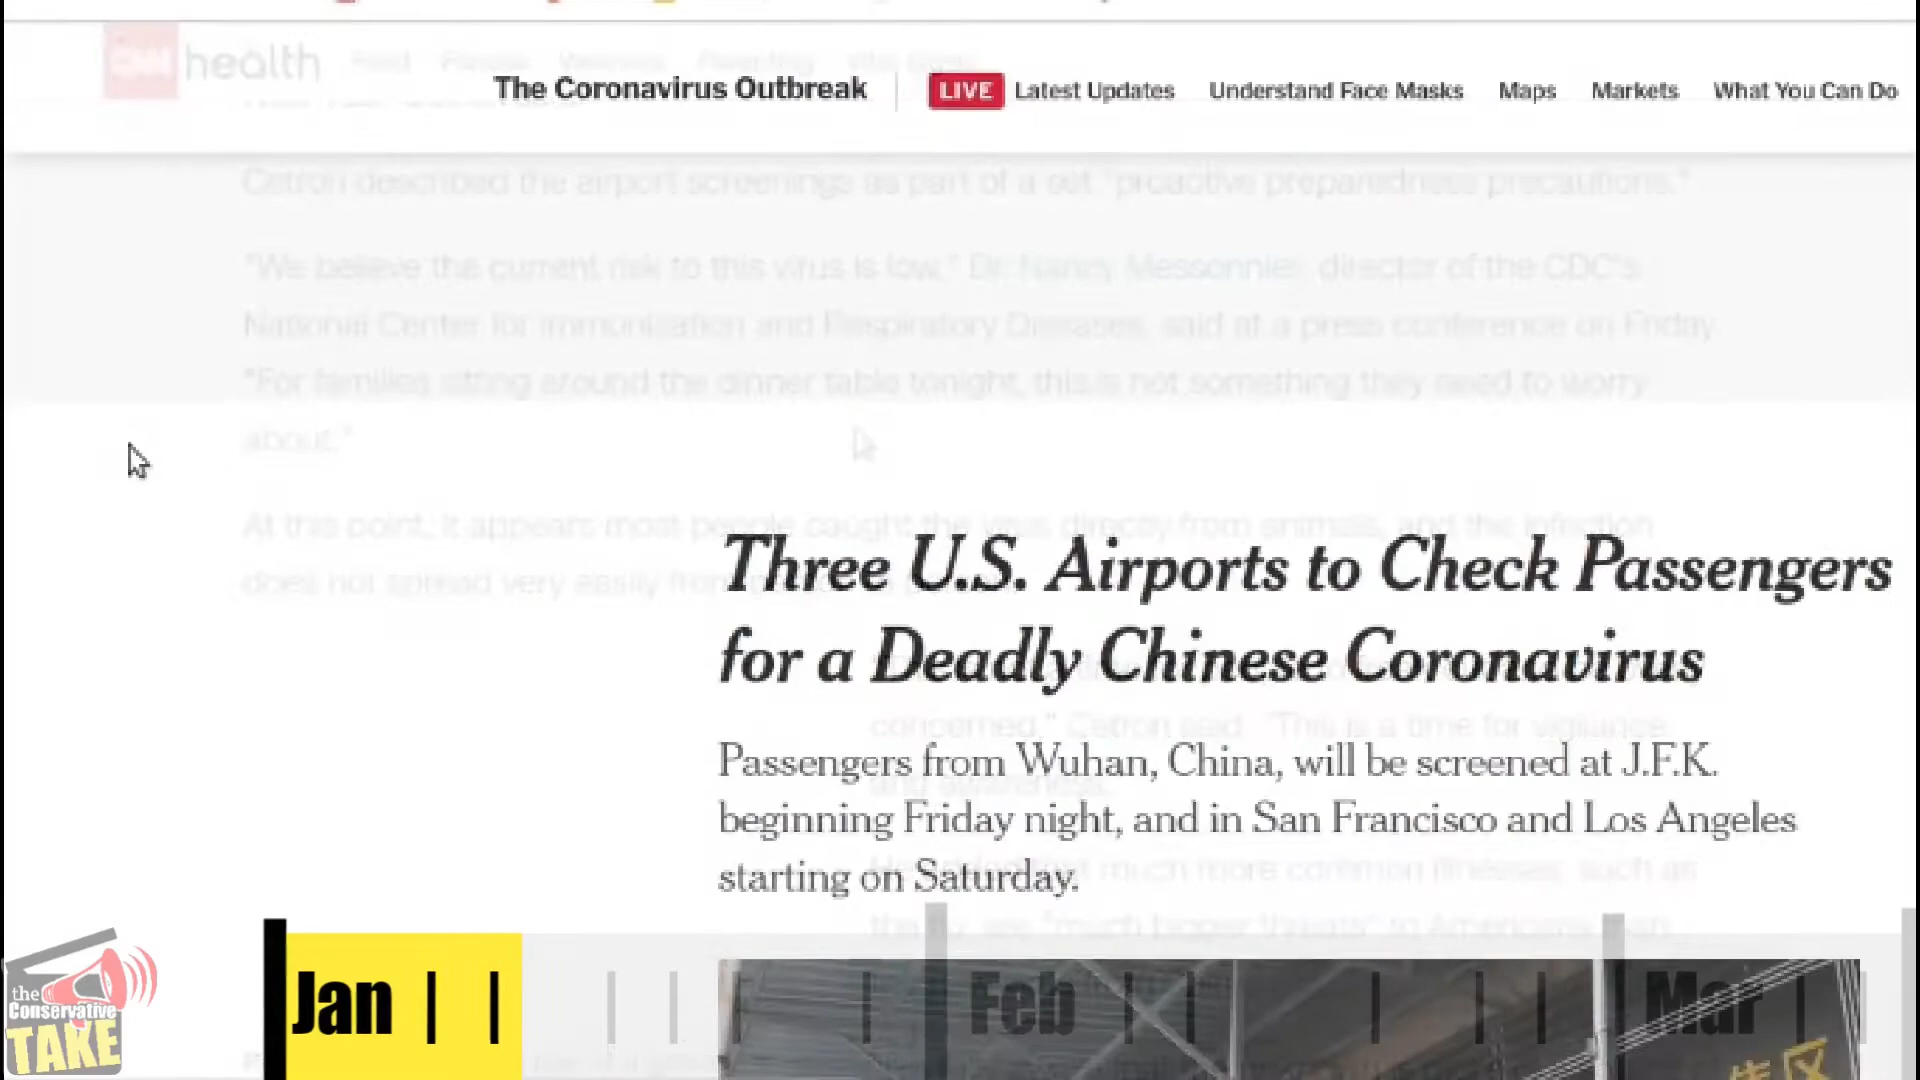 CNN health Food Fitness Wellness Parenting Vital Signs
The Coronavirus Outbreak LIVE Latest Updates Understand Face Masks Maps Markets What You Can Do
Cetron described the airport screenings as part of a set "proactive preparedness precautions."
"We believe the current risk to this virus is low," Dr. Nancy Messonnier, director of the CDC's
National Center for Immunization and Respiratory Diseases, said at a press conference on Friday.
"For families sitting around the dinner table tonight, this is not something they need to worry
about."
At this point, it appears most people caught the virus directly from animals, and the infection
does not spread very easily from
Three U.S. Airports to Check Passengers
for a Deadly Chinese Coronavirus
concerned," Cetron said. "This is a time for vigilance
and awareness.
Passengers from Wuhan, China, will be screened at J.F.K.
beginning Friday night, and in San Francisco and Los Angeles
starting on Saturday.
much more common illnesses, such as
the flu, are "much bigger threats" to Americans than
Jan Feb Mar
the
Conservative
TAKE